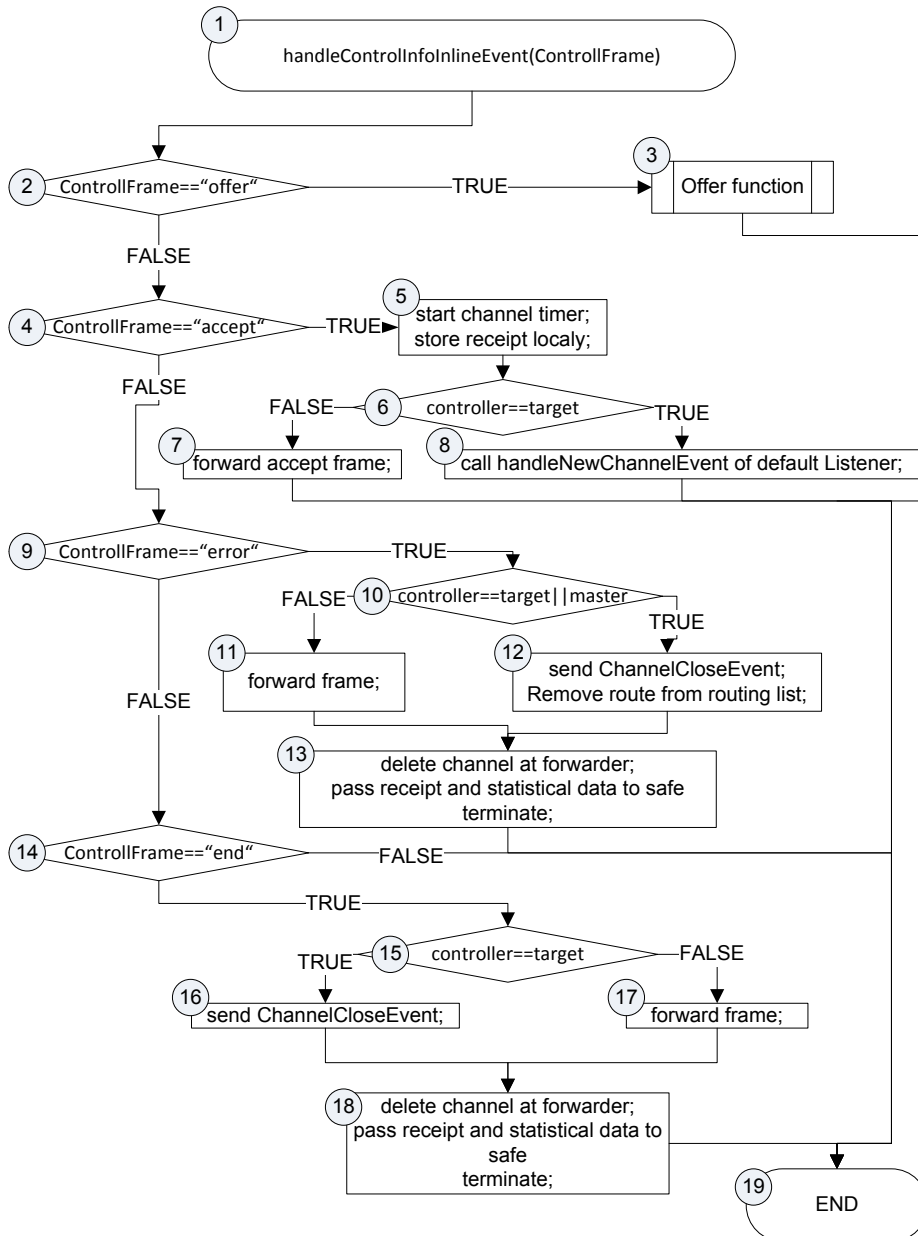 1
handleControlInfoInlineEvent(ControllFrame)
2
ControllFrame==“offer“
TRUE
3
Offer function
FALSE
4
ControllFrame==“accept“
TRUE
5
start channel timer;
store receipt localy;
FALSE
6
controller==target
FALSE
TRUE
7
forward accept frame;
8
call handleNewChannelEvent of default Listener;
9
ControllFrame==“error“
TRUE
10
controller==target||master
FALSE
TRUE
11
forward frame;
12
send ChannelCloseEvent;
Remove route from routing list;
FALSE
13
delete channel at forwarder;
pass receipt and statistical data to safe
terminate;
14
ControllFrame==“end“
FALSE
TRUE
15
controller==target
TRUE
FALSE
16
send ChannelCloseEvent;
17
forward frame;
18
delete channel at forwarder;
pass receipt and statistical data to
safe
terminate;
19
END